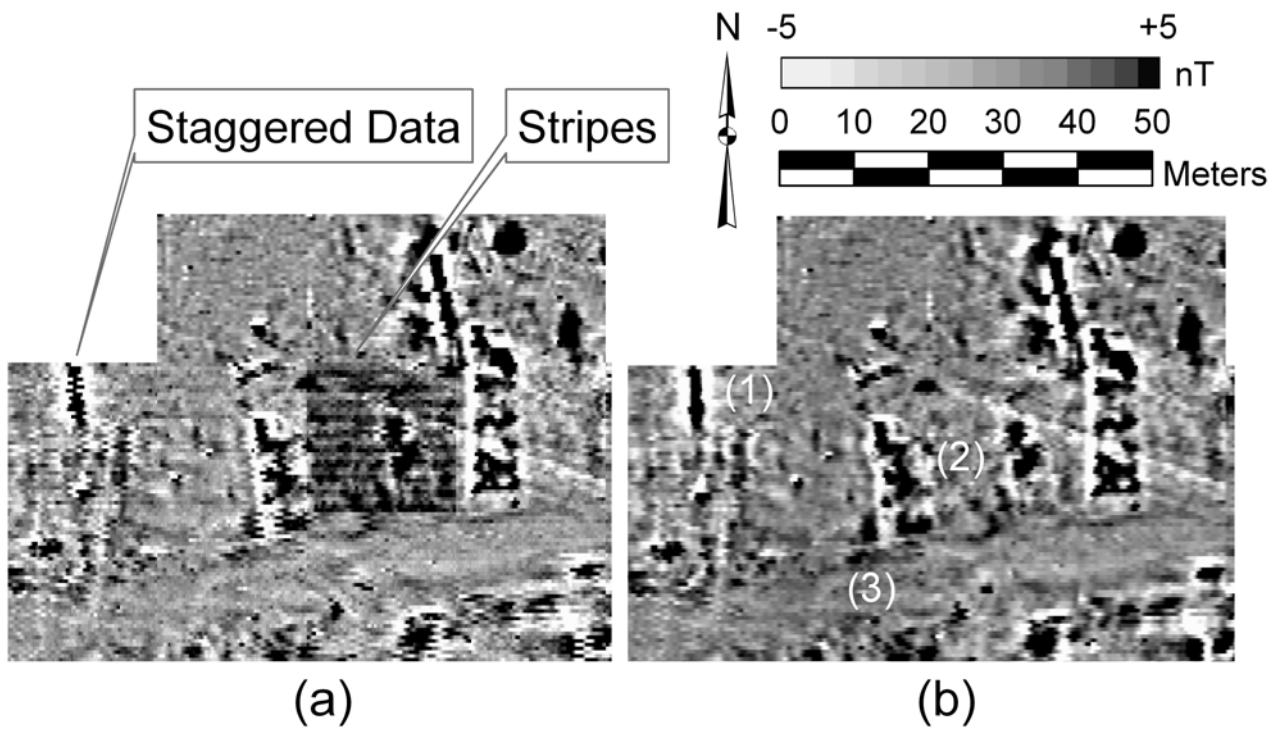 N
-5 +5
nT
0 10 20 30 40 50
Meters
Staggered Data
Stripes
(1)
(2)
(3)
(a)
(b)